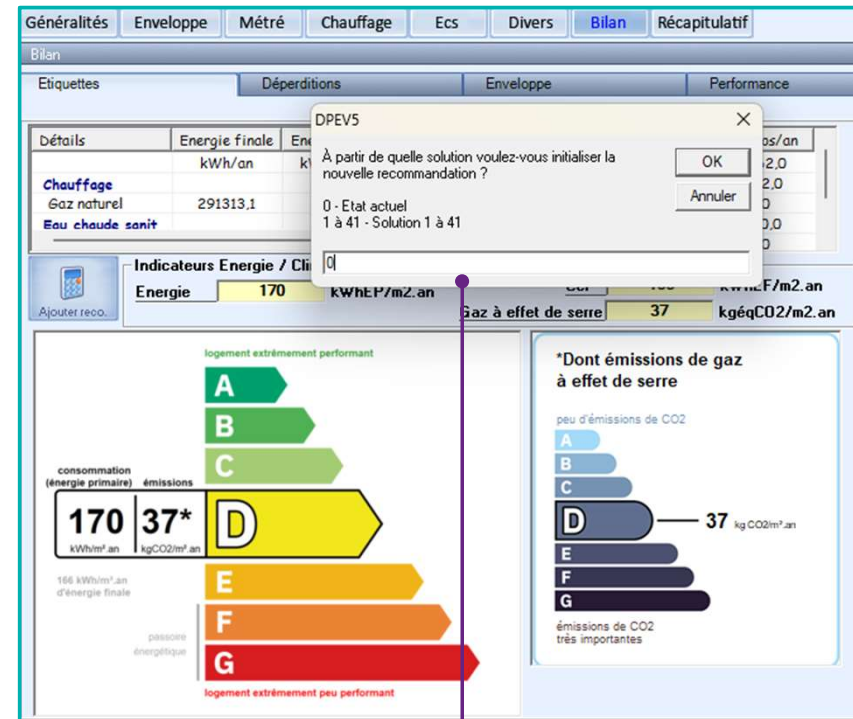 Généralités Enveloppe Métré Chauffage Ecs Divers Bilan Récapitulatif
Bilan
Etiquettes Déperditions Enveloppe Performance
DPEV5
À partir de quelle solution voulez-vous initialiser la
nouvelle recommandation ?
0 - Etat actuel
1 à 41 - Solution 1 à 41
0
OK
Annuler
Détails Energie finale
kWh/an
Chauffage
Gaz naturel 291313,1
Eau chaude sanit
Ajouter reco.
Indicateurs Energie / Cli
Energie 170 kWhEP/m2.an
Gaz à effet de serre 37 kgéqCO2/m2.an
logement extrêmement performant
A
B
C
consommation
(énergie primaire) émissions
170 37* D
kWh/m².an kgCO2/m².an
166 kWh/m².an
d'énergie finale
E
F
passoire
énergétique
G
logement extrêmement peu performant
*Dont émissions de gaz
à effet de serre
peu d'émissions de CO2
A
B
C
D 37 kg CO2/m².an
E
F
G
émissions de CO2
très importantes